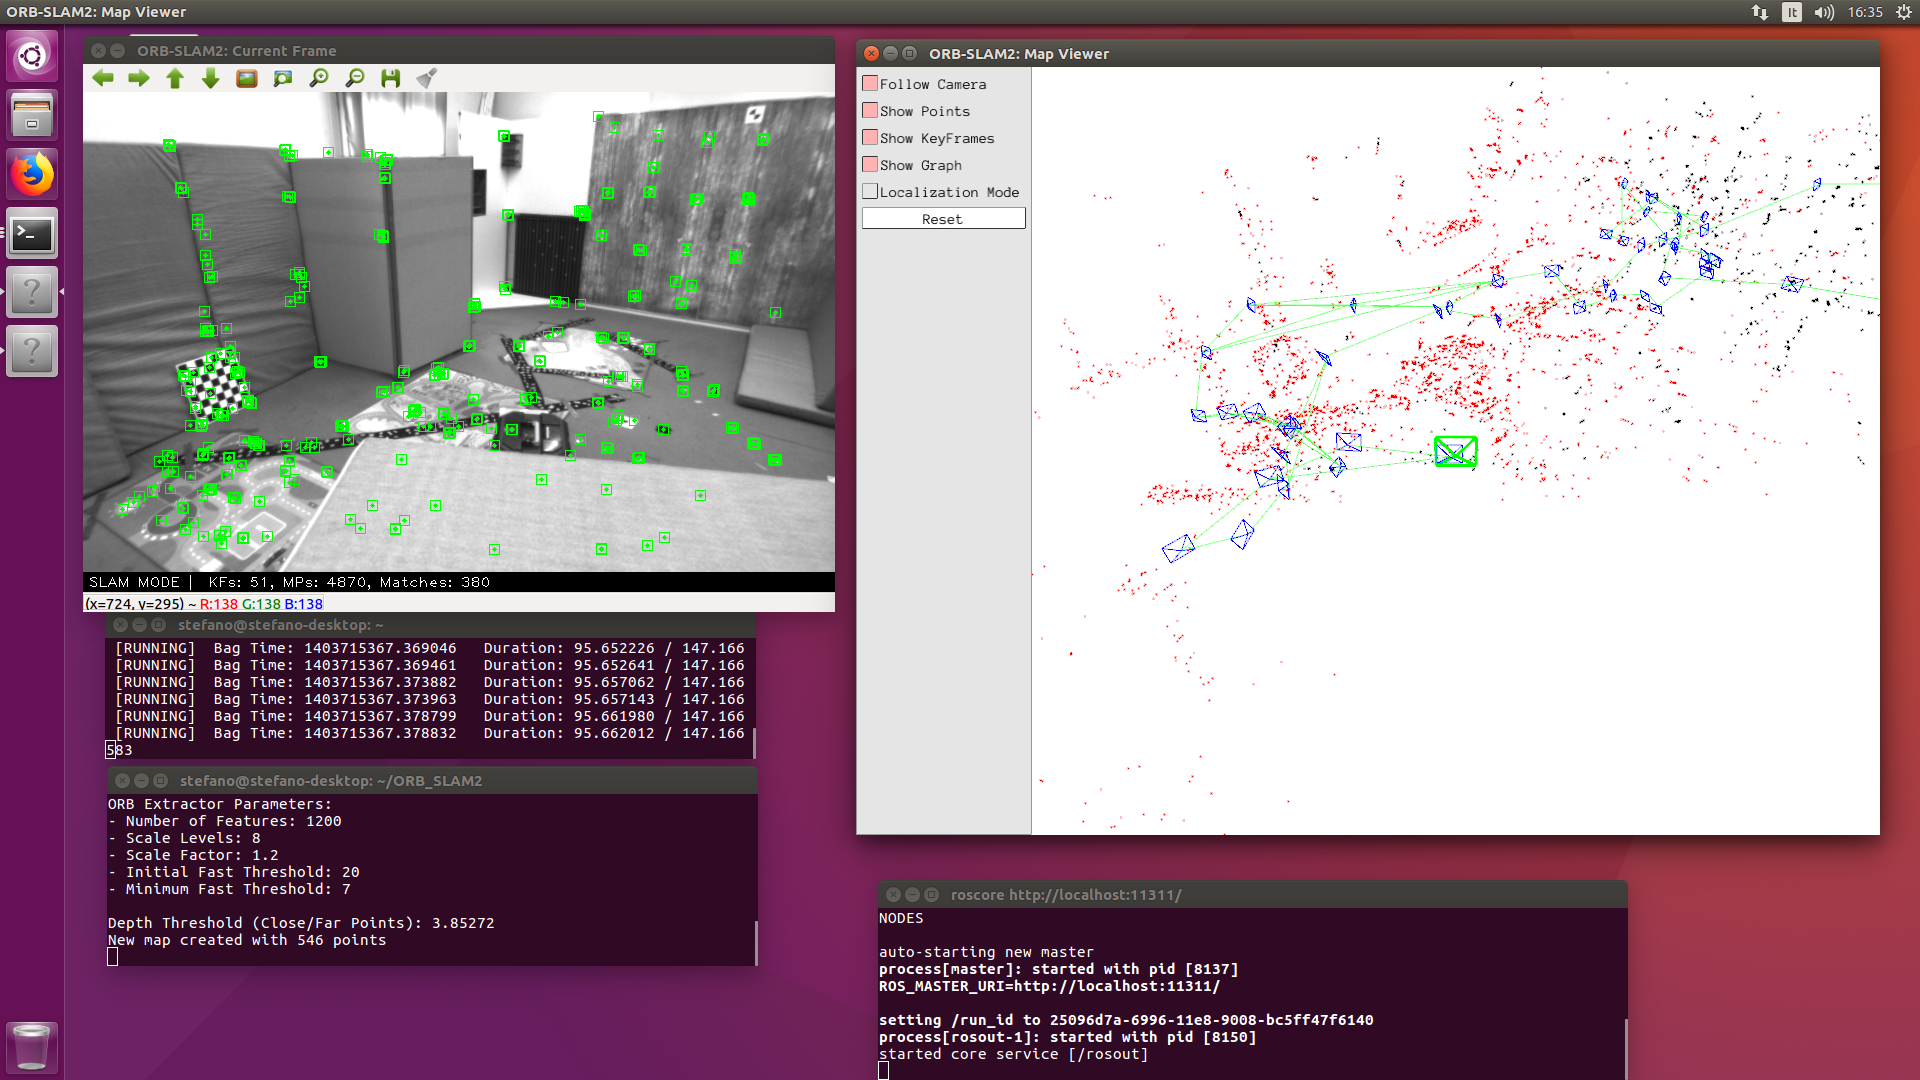 ORB-SLAM2: Map Viewer
It
16:35
ORB-SLAM2: Current Frame
SLAM MODE |  KFs: 51, MPs: 4870, Matches: 380
(x=724, y=295) ~ R:138 G:138 B:138
stefano@stefano-desktop: ~
[RUNNING]  Bag Time: 1403715367.369046   Duration: 95.652226 / 147.166
[RUNNING]  Bag Time: 1403715367.369461   Duration: 95.652641 / 147.166
[RUNNING]  Bag Time: 1403715367.373882   Duration: 95.657062 / 147.166
[RUNNING]  Bag Time: 1403715367.373963   Duration: 95.657143 / 147.166
[RUNNING]  Bag Time: 1403715367.378799   Duration: 95.661980 / 147.166
[RUNNING]  Bag Time: 1403715367.378832   Duration: 95.662012 / 147.166
583
stefano@stefano-desktop: ~/ORB_SLAM2
ORB Extractor Parameters:
- Number of Features: 1200
- Scale Levels: 8
- Scale Factor: 1.2
- Initial Fast Threshold: 20
- Minimum Fast Threshold: 7
Depth Threshold (Close/Far Points): 3.85272
New map created with 546 points
ORB-SLAM2: Map Viewer
Follow Camera
Show Points
Show KeyFrames
Show Graph
Localization Mode
Reset
roscore http://localhost:11311/
NODES
auto-starting new master
process[master]: started with pid [8137]
ROS_MASTER_URI=http://localhost:11311/
setting /run_id to 25096d7a-6996-11e8-9008-bc5ff47f6140
process[rosout-1]: started with pid [8150]
started core service [/rosout]